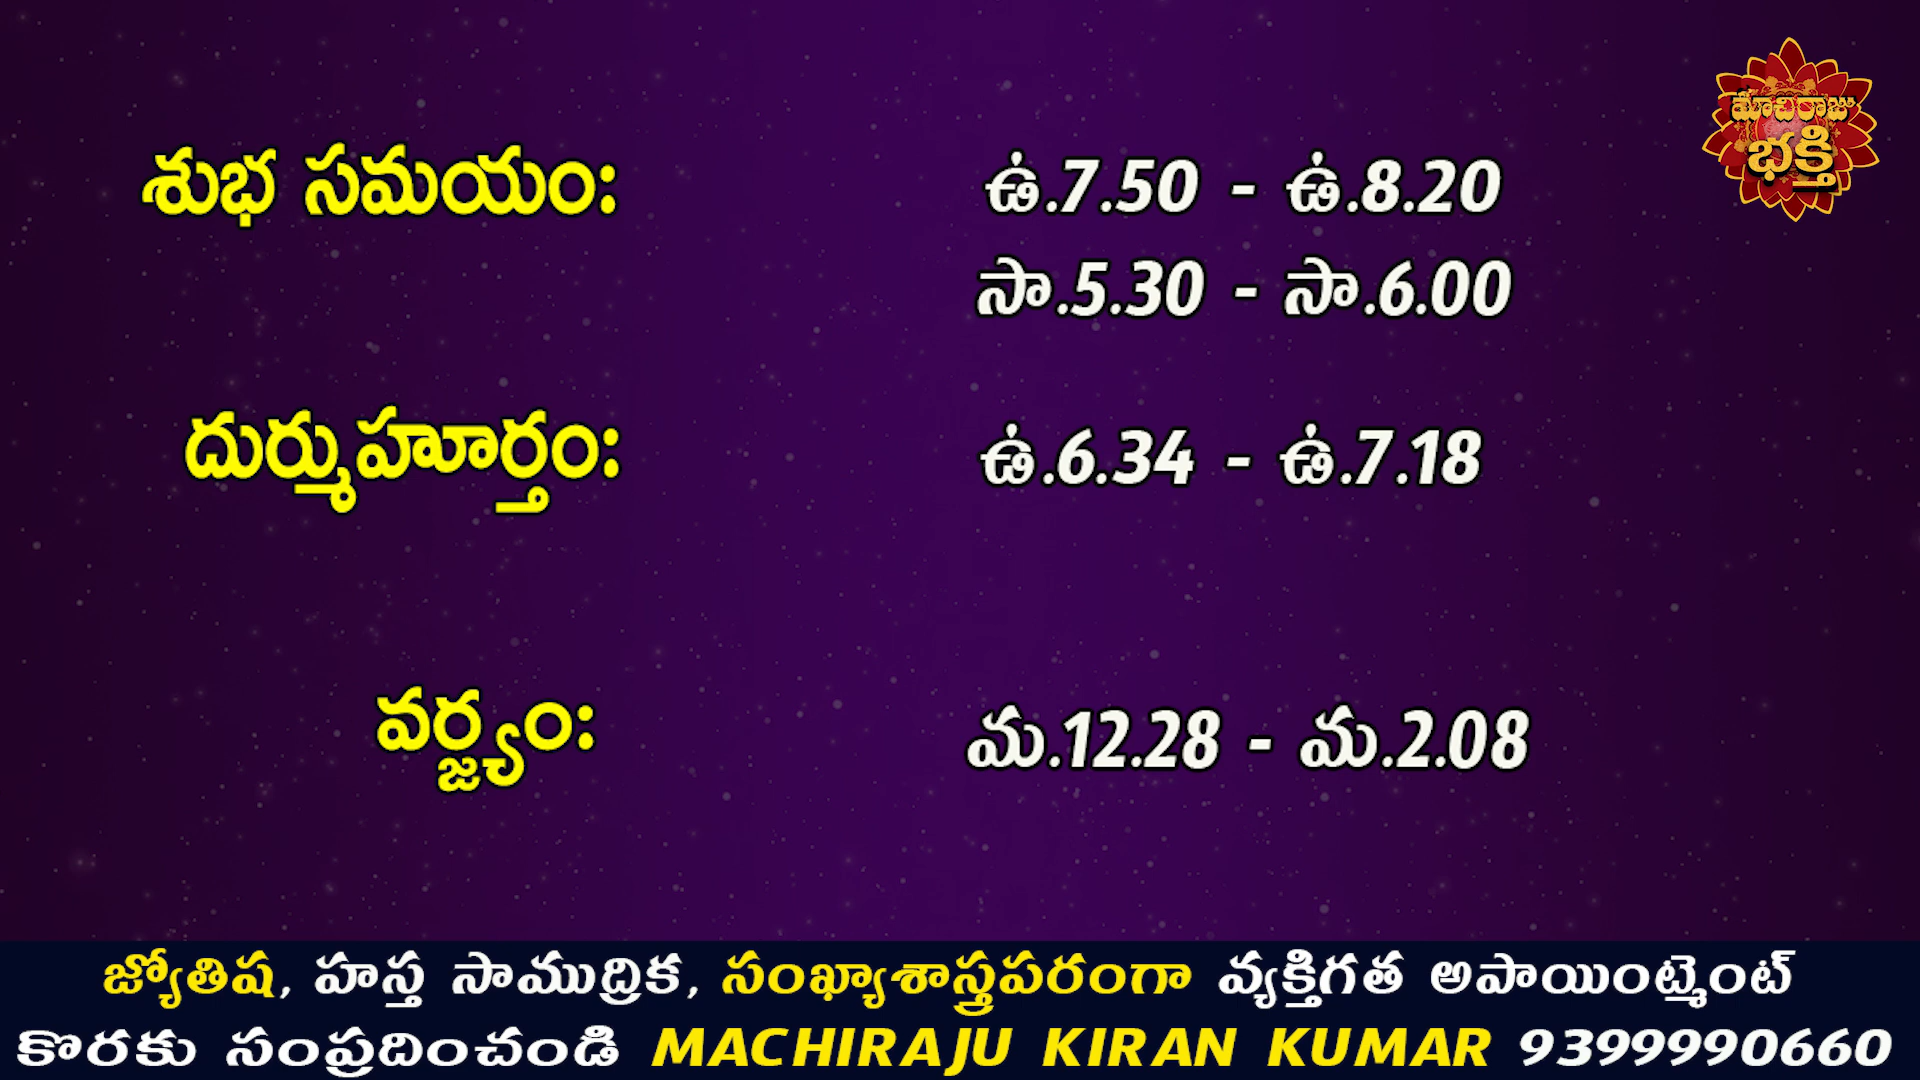 మాచిరాజు
భక్తి
శుభ సమయం: ఉ.7.50 - ఉ.8.20
సా.5.30 - సా.6.00
దుర్ముహూర్తం: ఉ.6.34 - ఉ.7.18
వర్జ్యం: మ.12.28 - మ.2.08
జ్యోతిష, హస్త సాముద్రిక, సంఖ్యాశాస్త్రపరంగా వ్యక్తిగత అపాయింట్మెంట్
కొరకు సంప్రదించండి MACHIRAJU KIRAN KUMAR 9399990660